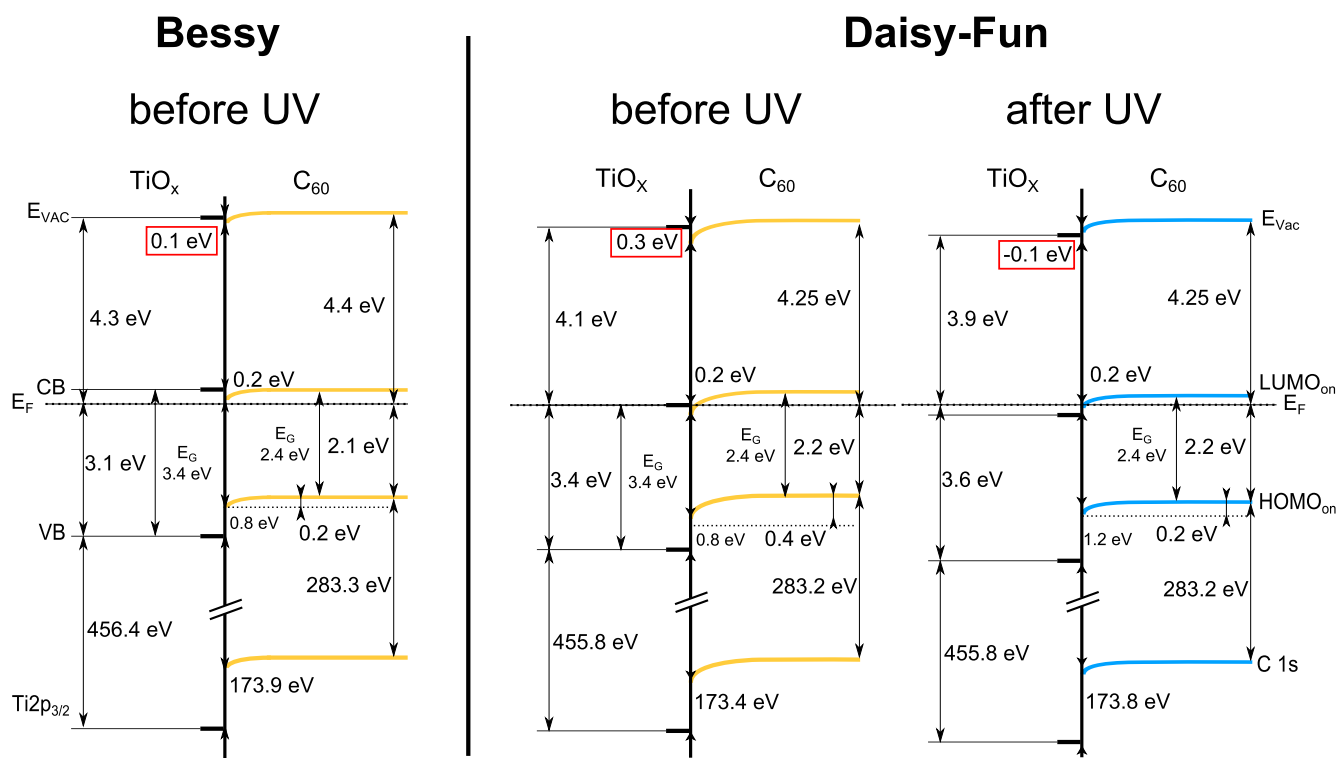 Bessy
Daisy-Fun
before UV
before UV
after UV
TiOx
C60
EVAC
0.1 eV
4.3 eV
4.4 eV
CB
0.2 eV
EF
3.1 eV
EG
3.4 eV
EG
2.4 eV
2.1 eV
0.8 eV
0.2 eV
VB
283.3 eV
456.4 eV
173.9 eV
Ti2p3/2
TiOX
C60
0.3 eV
4.1 eV
4.25 eV
0.2 eV
3.4 eV
EG
3.4 eV
EG
2.4 eV
2.2 eV
0.8 eV
0.4 eV
283.2 eV
455.8 eV
173.4 eV
TiOX
C60
EVac
-0.1 eV
3.9 eV
4.25 eV
0.2 eV
LUMOon
EF
3.6 eV
EG
2.4 eV
2.2 eV
HOMOon
1.2 eV
0.2 eV
283.2 eV
455.8 eV
C 1s
173.8 eV